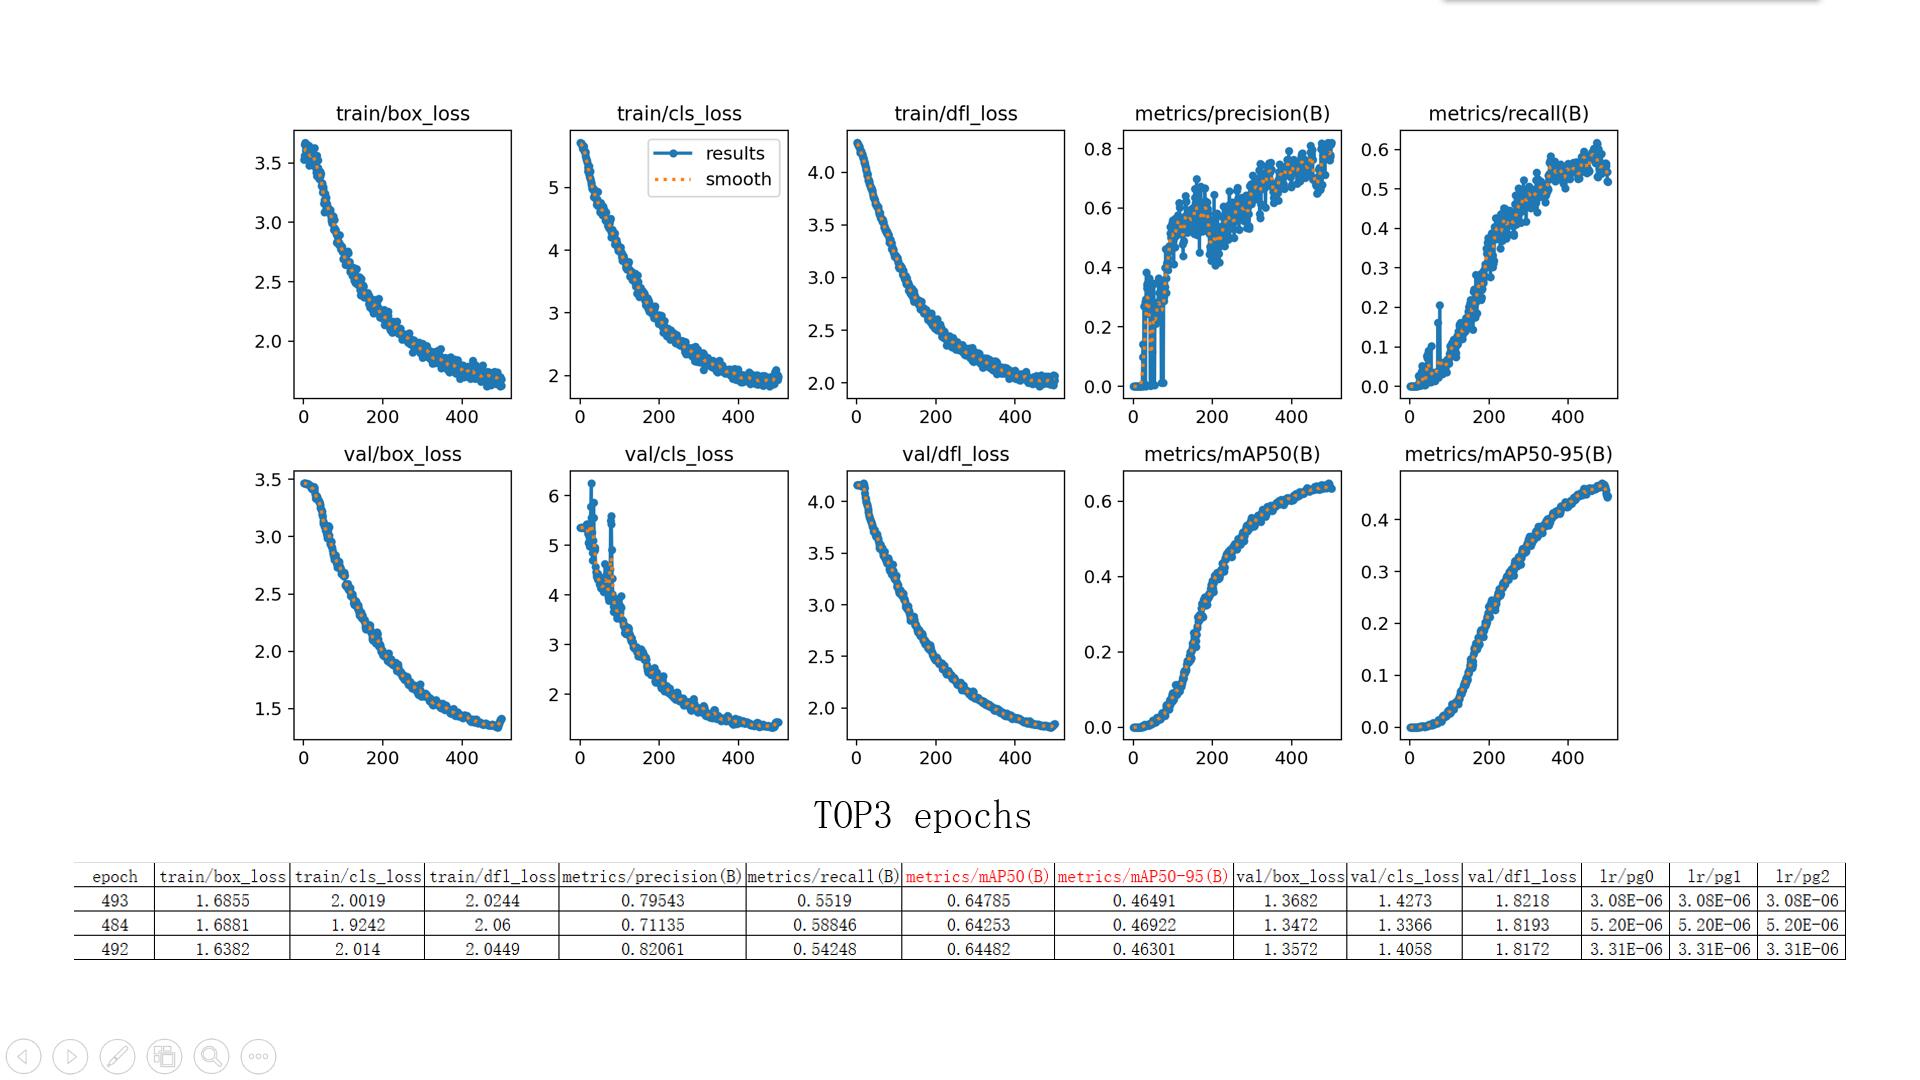 train/box_loss train/cls_loss train/dfl_loss metrics/precision(B) metrics/recall(B)
3.5
3.0
2.5
2.0
0 200 400
results
smooth
5
4
3
2
0 200 400
4.0
3.5
3.0
2.5
2.0
0 200 400
0.8
0.6
0.4
0.2
0.0
0 200 400
0.6
0.5
0.4
0.3
0.2
0.1
0.0
0 200 400
val/box_loss val/cls_loss val/dfl_loss metrics/mAP50(B) metrics/mAP50-95(B)
3.5
3.0
2.5
2.0
1.5
0 200 400
6
5
4
3
2
0 200 400
4.0
3.5
3.0
2.5
2.0
0 200 400
0.6
0.4
0.2
0.0
0 200 400
0.4
0.3
0.2
0.1
0.0
0 200 400
TOP3 epochs
epoch train/box_loss train/cls_loss train/dfl_loss metrics/precision(B) metrics/recall(B) metrics/mAP50(B) metrics/mAP50-95(B) val/box_loss val/cls_loss val/dfl_loss lr/pg0 lr/pg1 lr/pg2
493 1.6855 2.0019 2.0244 0.79543 0.5519 0.64785 0.46491 1.3682 1.4273 1.8218 3.08E-06 3.08E-06 3.08E-06
484 1.6881 1.9242 2.06 0.71135 0.58846 0.64253 0.46922 1.3472 1.3366 1.8193 5.20E-06 5.20E-06 5.20E-06
492 1.6382 2.014 2.0449 0.82061 0.54248 0.64482 0.46301 1.3572 1.4058 1.8172 3.31E-06 3.31E-06 3.31E-06